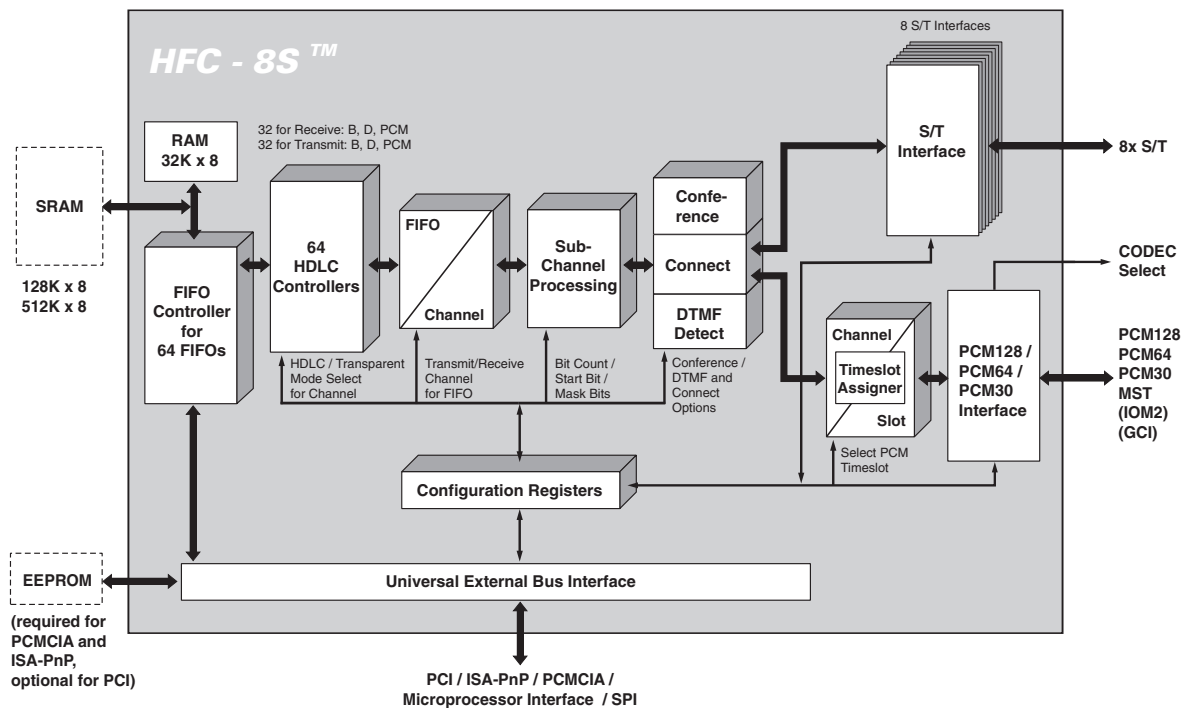 8 S/T Interfaces
HFC - 8S TM
RAM
32K x 8
32 for Receive: B, D, PCM
32 for Transmit: B, D, PCM
S/T
Interface
8x S/T
SRAM
128K x 8
512K x 8
FIFO
Controller
for
64 FIFOs
64
HDLC
Controllers
FIFO
Channel
Sub-
Channel
Processing
Confe-
rence
Connect
DTMF
Detect
CODEC
Select
HDLC / Transparent
Mode Select
for Channel
Transmit/Receive
Channel
for FIFO
Bit Count /
Start Bit /
Mask Bits
Conference /
DTMF and
Connect
Options
Channel
Timeslot
Assigner
Slot
PCM128 /
PCM64 /
PCM30
Interface
PCM128
PCM64
PCM30
MST
(IOM2)
(GCI)
Select PCM
Timeslot
Configuration Registers
EEPROM
(required for
PCMCIA and
ISA-PnP,
optional for PCI)
Universal External Bus Interface
PCI / ISA-PnP / PCMCIA /
Microprocessor Interface / SPI